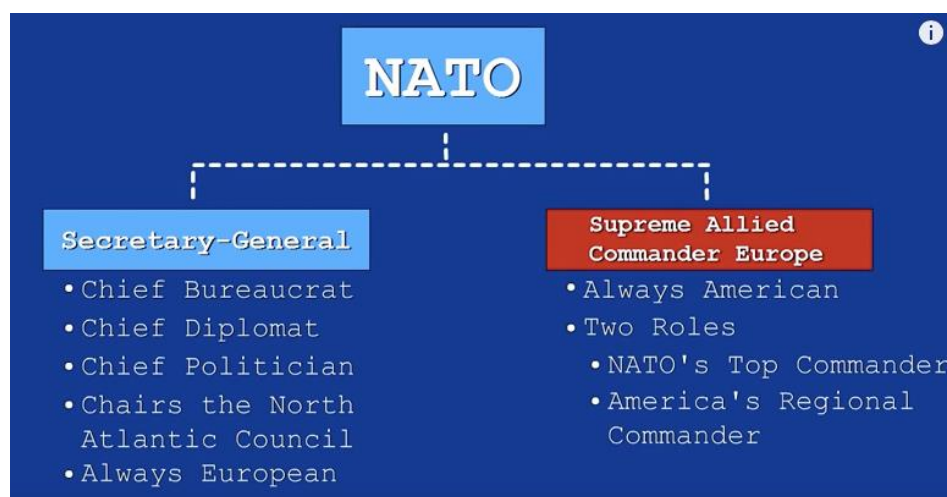 NATO
Secretary-General
• Chief Bureaucrat
• Chief Diplomat
• Chief Politician
• Chairs the North
Atlantic Council
• Always European
Supreme Allied
Commander Europe
• Always American
• Two Roles
• NATO's Top Commander
• America's Regional
Commander